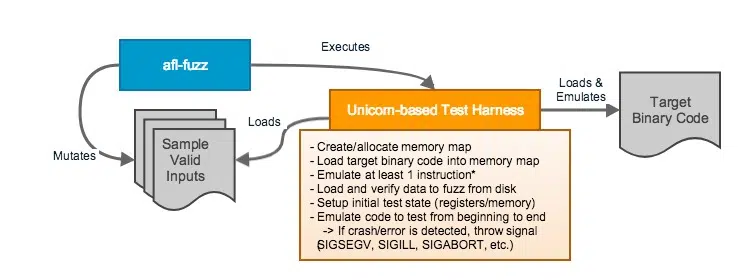 afl-fuzz
Executes
Loads &
Emulates
Unicorn-based Test Harness
Target
Binary Code
Loads
Mutates
Sample
Valid
Inputs
- Create/allocate memory map
- Load target binary code into memory map
- Emulate at least 1 instruction*
- Load and verify data to fuzz from disk
- Setup initial test state (registers/memory)
- Emulate code to test from beginning to end
-> If crash/error is detected, throw signal
(SIGSEGV, SIGILL, SIGABORT, etc.)